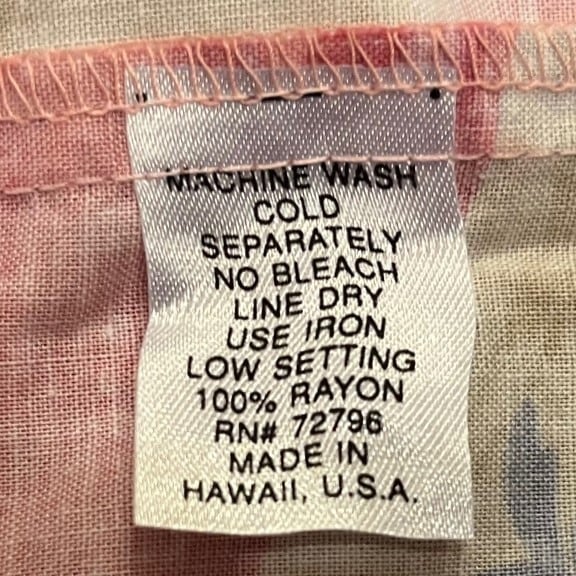 MACHINE WASH
COLD
SEPARATELY
NO BLEACH
LINE DRY
USE IRON
LOW SETTING
100% RAYON
RN# 72796
MADE IN
HAWAII, U.S.A.